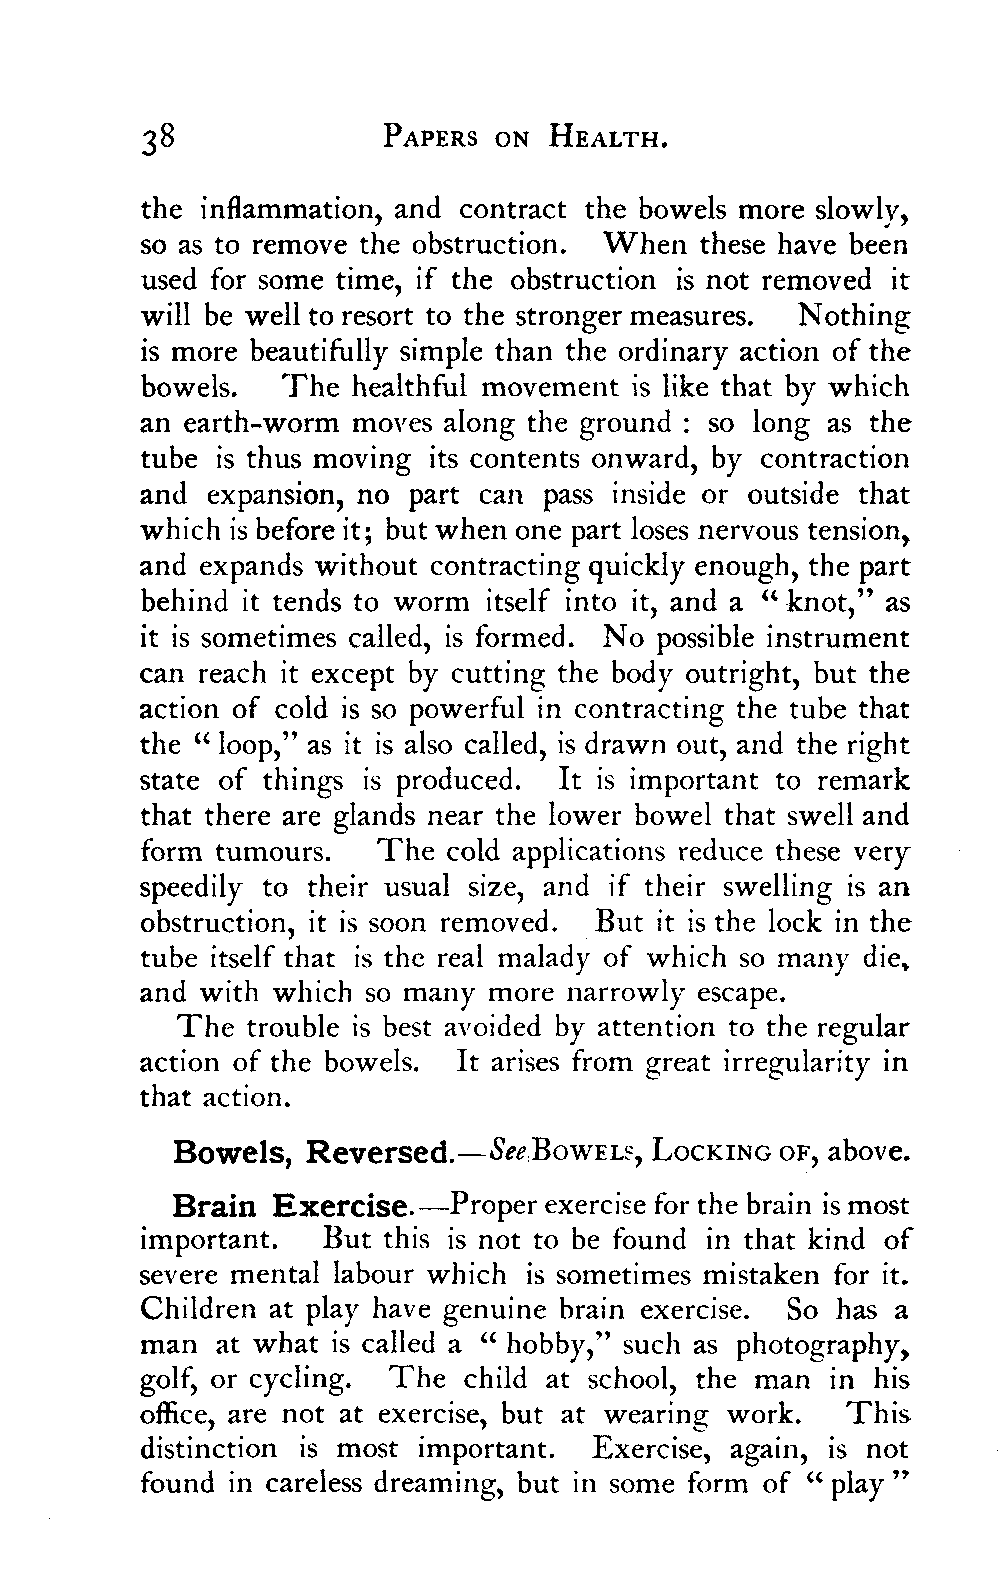 38 PAPERS ON HEALTH.
the inflammation, and contract the bowels more slowly,
so as to remove the obstruction. When these have been
used for some time, if the obstruction is not removed it
will be well to resort to the stronger measures. Nothing
is more beautifully simple than the ordinary action of the
bowels. The healthful movement is like that by which
an earth-worm moves along the ground : so long as the
tube is thus moving its contents onward, by contraction
and expansion, no part can pass inside or outside that
which is before it; but when one part loses nervous tension,
and expands without contracting quickly enough, the part
behind it tends to worm itself into it, and a “ knot,” as
it is sometimes called, is formed. No possible instrument
can reach it except by cutting the body outright, but the
action of cold is so powerful in contracting the tube that
the “ loop,” as it is also called, is drawn out, and the right
state of things is produced. It is important to remark
that there are glands near the lower bowel that swell and
form tumours. The cold applications reduce these very
speedily to their usual size, and if their swelling is an
obstruction, it is soon removed. But it is the lock in the
tube itself that is the real malady of which so many die,
and with which so many more narrowly escape.
The trouble is best avoided by attention to the regular
action of the bowels. It arises from great irregularity in
that action.
Bowels, Reversed.—See BOWELS, LOCKING OF, above.
Brain Exercise.—Proper exercise for the brain is most
important. But this is not to be found in that kind of
severe mental labour which is sometimes mistaken for it.
Children at play have genuine brain exercise. So has a
man at what is called a “ hobby,” such as photography,
golf, or cycling. The child at school, the man in his
office, are not at exercise, but at wearing work. This
distinction is most important. Exercise, again, is not
found in careless dreaming, but in some form of “ play ”